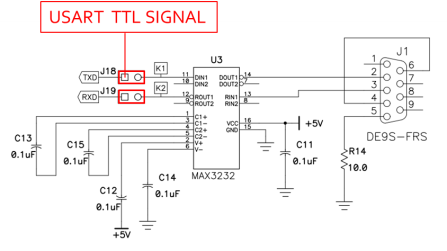 USART TTL SIGNAL
J18
TXD
K1
J19
RXD
K2
U3
11 DIN1 DOUT1 14
10 DIN2 DOUT2 7
12 ROUT1 RIN1 13
9 ROUT2 RIN2 8
1 C1+
3 C1-
4 C2+ VCC 16
5 C2- GND 15
2 V+
6 V-
MAX3232
+5V
C13
0.1uF
C15
0.1uF
C12
0.1uF
+5V
C14
0.1uF
C11
0.1uF
J1
1
6
2
7
3
8
4
9
5
DE9S-FRS
R14
10.0